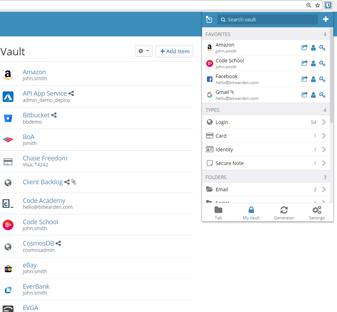 Vault
Add Item
Amazon
john.smith
API App Service
admin_demo_deploy
Bitbucket
bbdemo
BoA
jsmith
Chase Freedom
Visa, *4242
Client Backlog
Code Academy
hello@bitwarden.com
Code School
john.smith
CosmosDB
cosmosadmin
eBay
john.smith
EverBank
john.smith
EVGA
Search vault
FAVORITES 4
Amazon
john.smith
Code School
john.smith
Facebook
hello@bitwarden.com
Gmail
hello@bitwarden.com
TYPES 4
Login 54
Card 1
Identity 1
Secure Note 1
FOLDERS 3
Email 2
Tab
My Vault
Generator
Settings